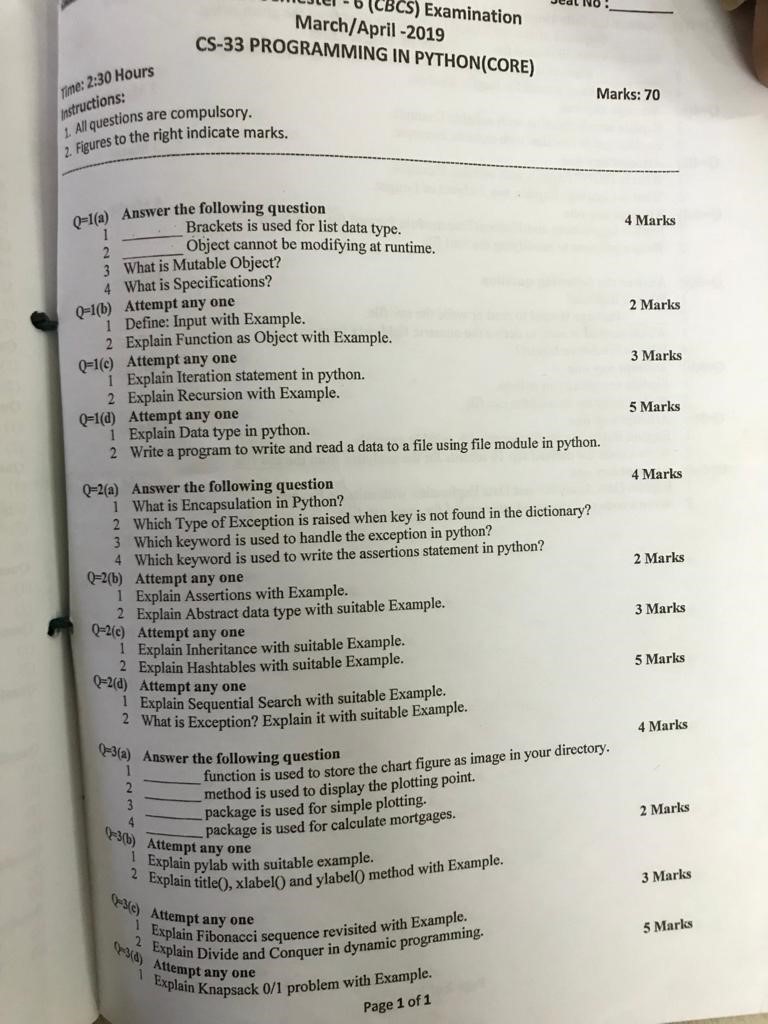 - 6 (CBCS) Examination
Seat No :
March/April -2019
CS-33 PROGRAMMING IN PYTHON(CORE)
Time: 2:30 Hours
Marks: 70
Instructions:
1. All questions are compulsory.
2. Figures to the right indicate marks.
Q=1(a) Answer the following question 4 Marks
1 ______ Brackets is used for list data type.
2 ______ Object cannot be modifying at runtime.
3 What is Mutable Object?
4 What is Specifications?
Q=1(b) Attempt any one 2 Marks
1 Define: Input with Example.
2 Explain Function as Object with Example.
Q=1(c) Attempt any one 3 Marks
1 Explain Iteration statement in python.
2 Explain Recursion with Example.
Q=1(d) Attempt any one 5 Marks
1 Explain Data type in python.
2 Write a program to write and read a data to a file using file module in python.
Q=2(a) Answer the following question 4 Marks
1 What is Encapsulation in Python?
2 Which Type of Exception is raised when key is not found in the dictionary?
3 Which keyword is used to handle the exception in python?
4 Which keyword is used to write the assertions statement in python?
Q=2(b) Attempt any one 2 Marks
1 Explain Assertions with Example.
2 Explain Abstract data type with suitable Example.
Q=2(c) Attempt any one 3 Marks
1 Explain Inheritance with suitable Example.
2 Explain Hashtables with suitable Example.
Q=2(d) Attempt any one 5 Marks
1 Explain Sequential Search with suitable Example.
2 What is Exception? Explain it with suitable Example.
Q=3(a) Answer the following question 4 Marks
1 ______ function is used to store the chart figure as image in your directory.
2 ______ method is used to display the plotting point.
3 ______ package is used for simple plotting.
4 ______ package is used for calculate mortgages.
Q=3(b) Attempt any one 2 Marks
1 Explain pylab with suitable example.
2 Explain title(), xlabel() and ylabel() method with Example.
Q=3(c) Attempt any one 3 Marks
1 Explain Fibonacci sequence revisited with Example.
2 Explain Divide and Conquer in dynamic programming.
Q=3(d) Attempt any one 5 Marks
1 Explain Knapsack 0/1 problem with Example.
Page 1 of 1